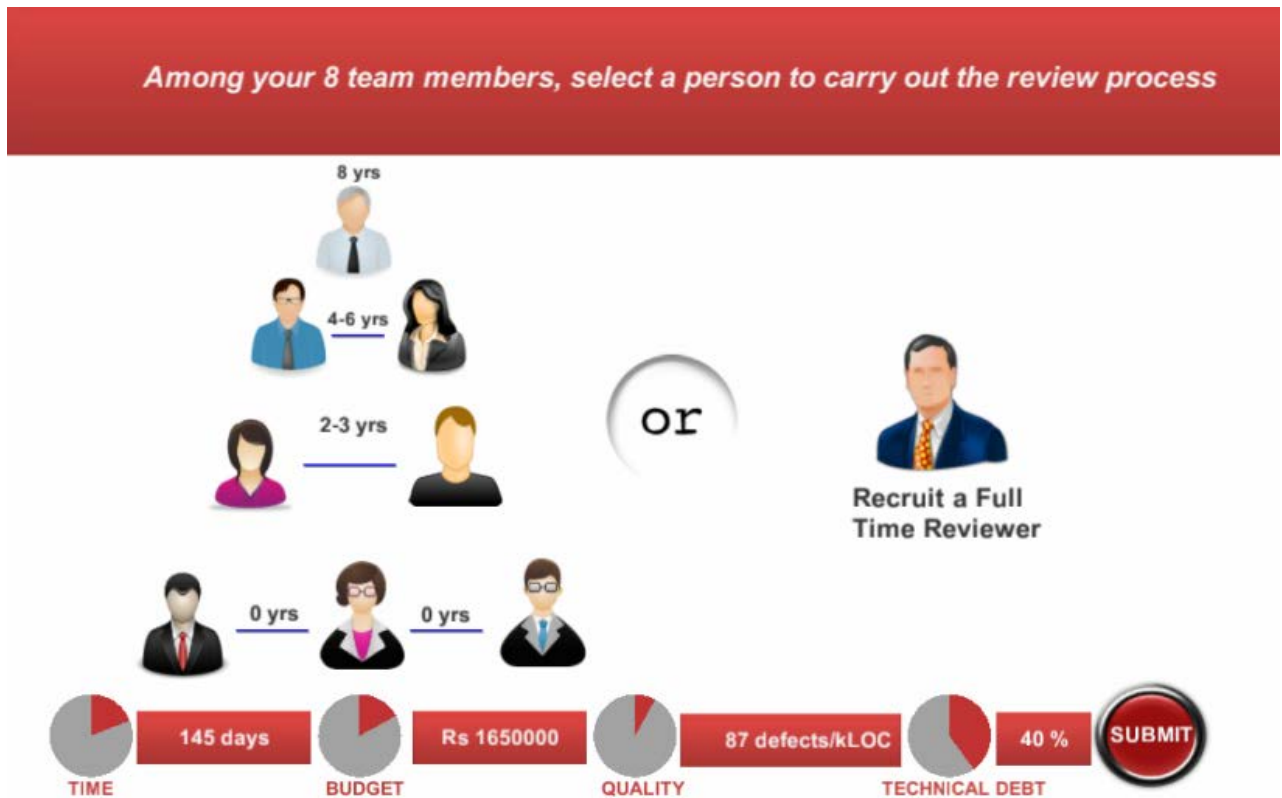 Among your 8 team members, select a person to carry out the review process
8 yrs
4-6 yrs
or
2-3 yrs
Recruit a Full
Time Reviewer
0 yrs
0 yrs
145 days
Rs 1650000
87 defects/kLOC
40 %
SUBMIT
TIME
BUDGET
QUALITY
TECHNICAL DEBT